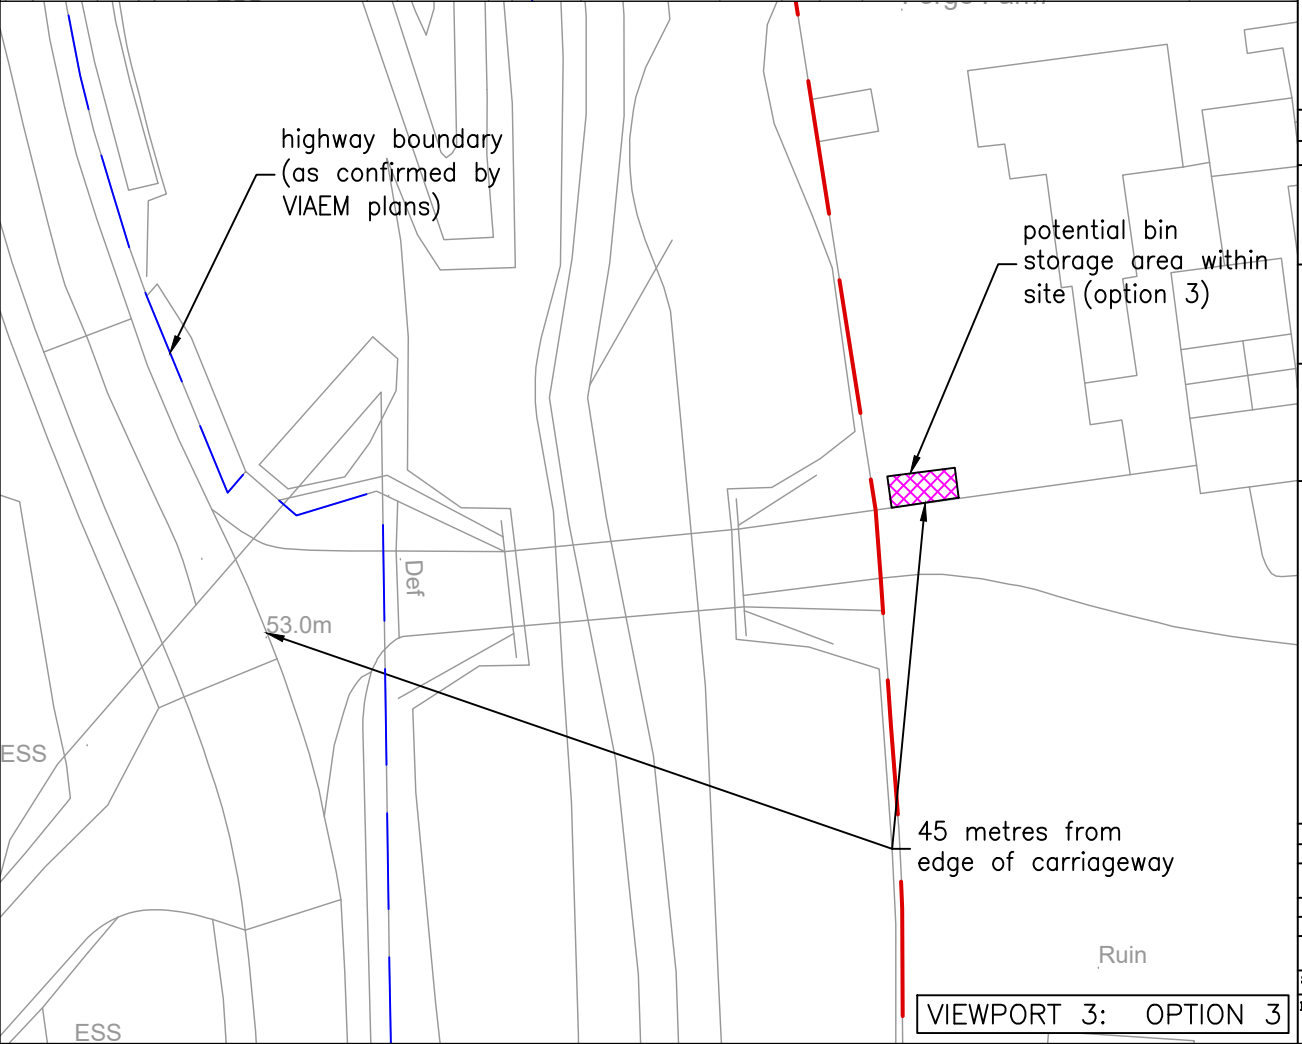 highway boundary
(as confirmed by
VIAEM plans)
potential bin
storage area within
site (option 3)
Def
53.0m
ESS
45 metres from
edge of carriageway
Ruin
VIEWPORT 3: OPTION 3
ESS